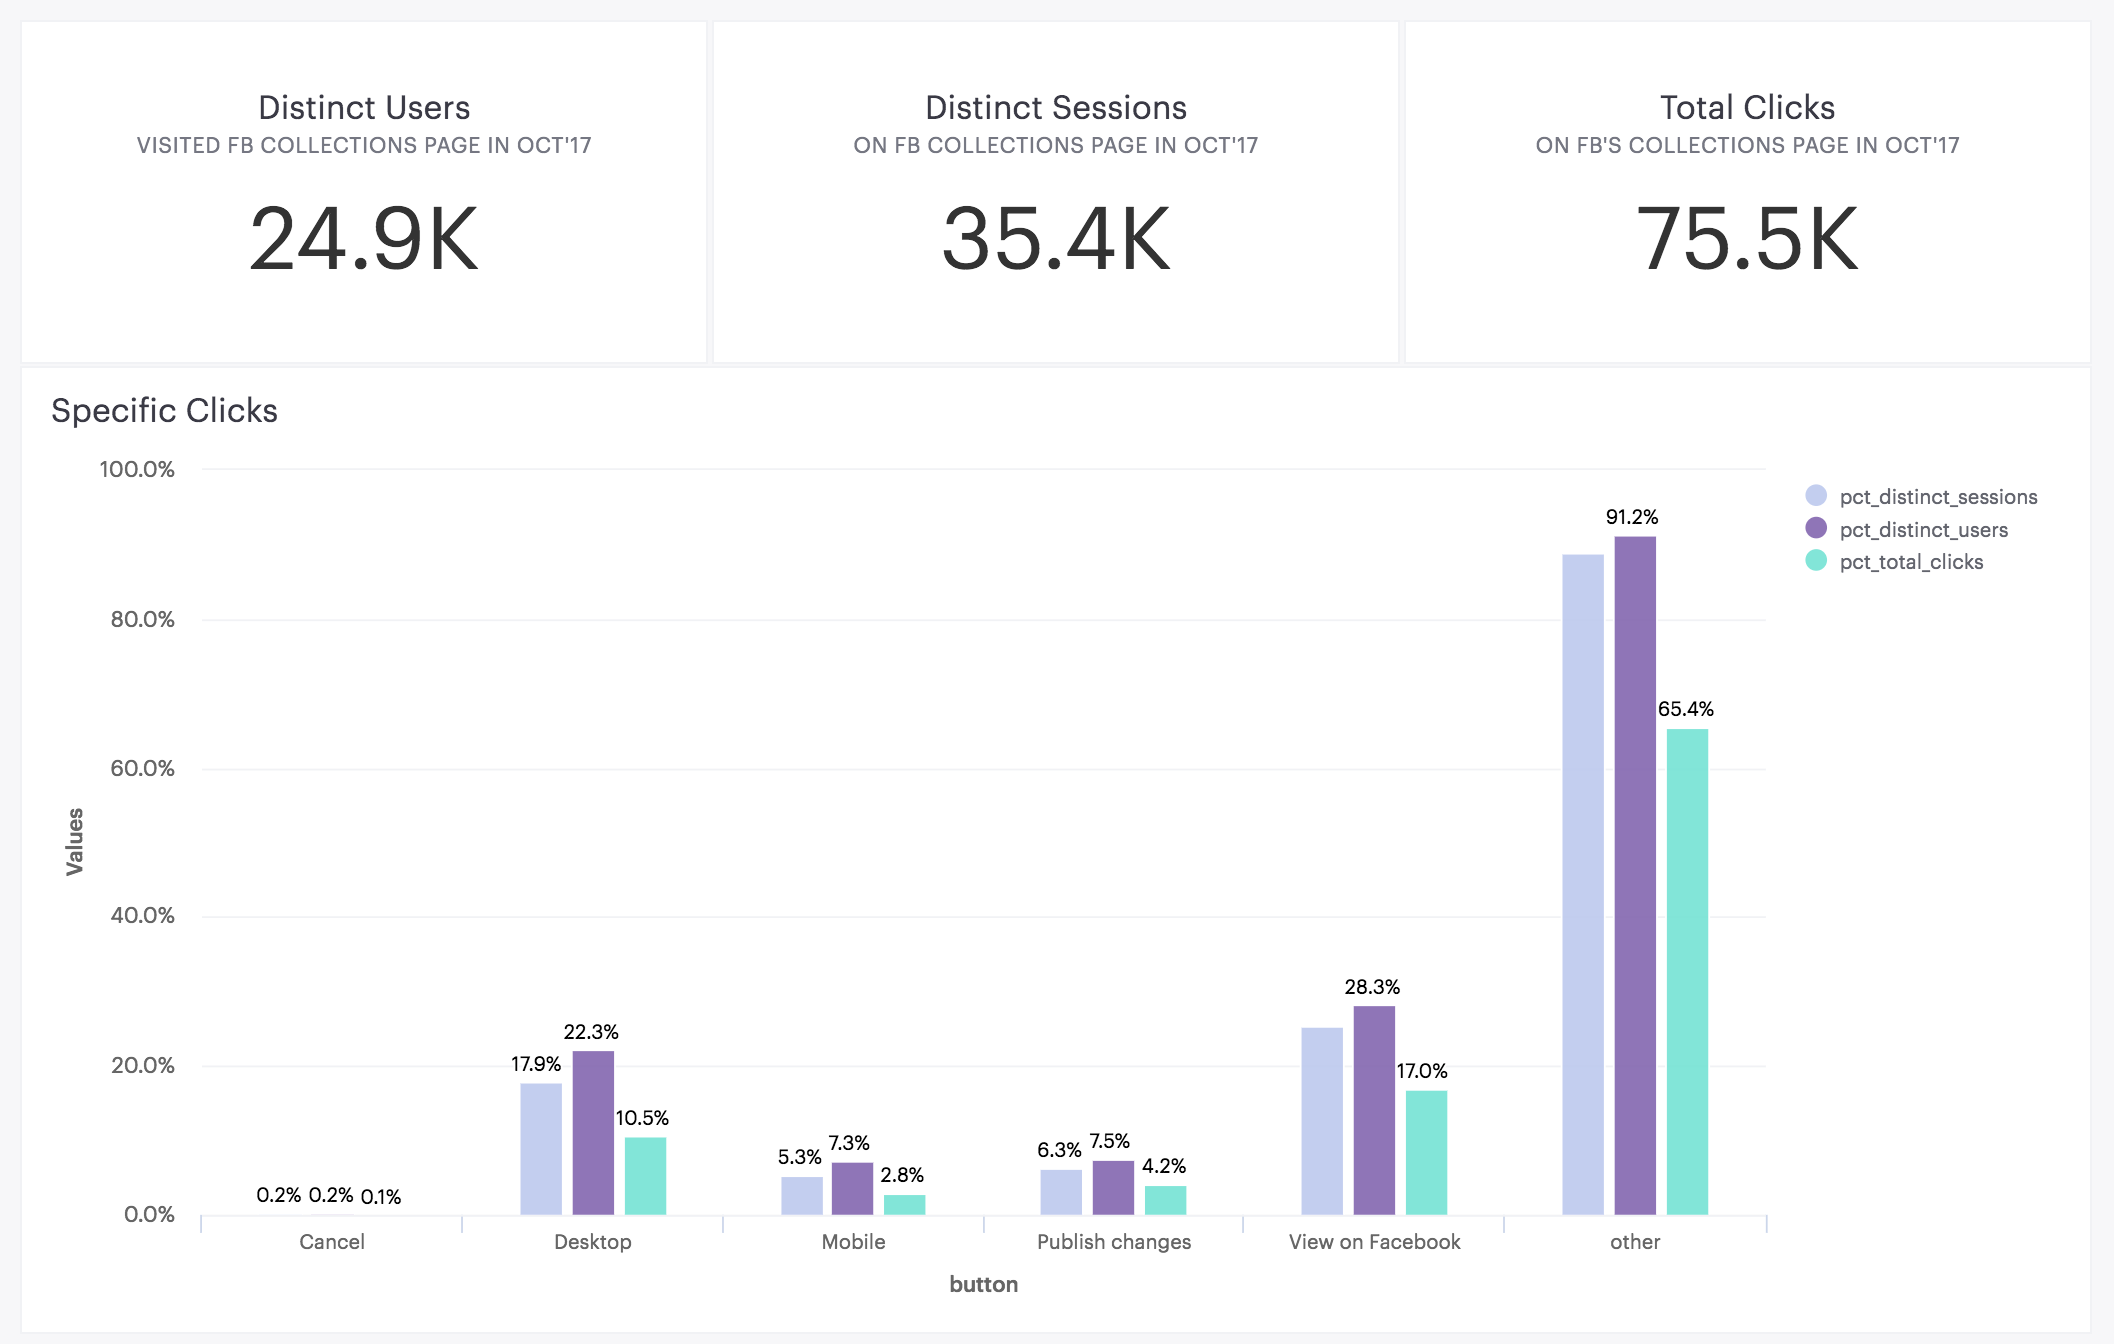 Distinct Users
VISITED FB COLLECTIONS PAGE IN OCT'17
24.9K
Distinct Sessions
ON FB COLLECTIONS PAGE IN OCT'17
35.4K
Total Clicks
ON FB'S COLLECTIONS PAGE IN OCT'17
75.5K
Specific Clicks
100.0%
80.0%
60.0%
40.0%
20.0%
0.0%
Values
0.2% 0.2% 0.1%
17.9%
22.3%
10.5%
5.3%
7.3%
2.8%
6.3%
7.5%
4.2%
28.3%
17.0%
91.2%
65.4%
Cancel
Desktop
Mobile
Publish changes
View on Facebook
other
button
pct_distinct_sessions
pct_distinct_users
pct_total_clicks